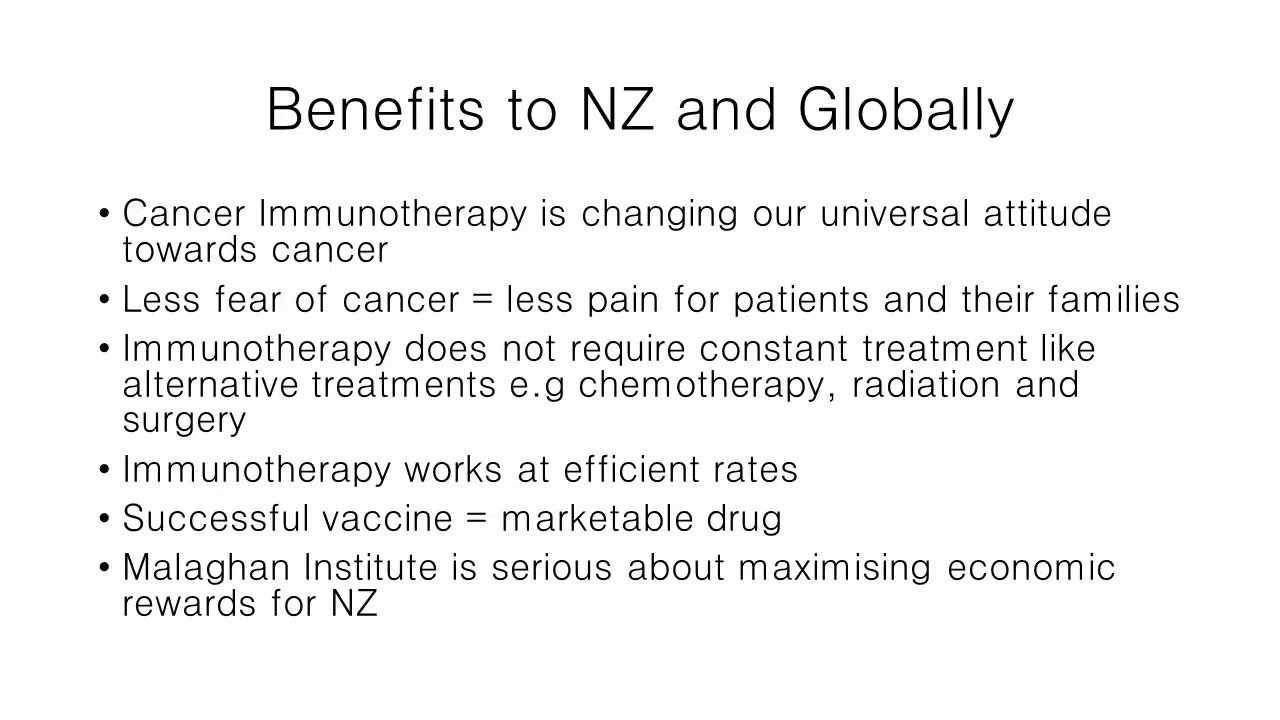 Benefits to NZ and Globally
• Cancer Immunotherapy is changing our universal attitude
towards cancer
• Less fear of cancer = less pain for patients and their families
• Immunotherapy does not require constant treatment like
alternative treatments e.g chemotherapy, radiation and
surgery
• Immunotherapy works at efficient rates
• Successful vaccine = marketable drug
• Malaghan Institute is serious about maximising economic
rewards for NZ